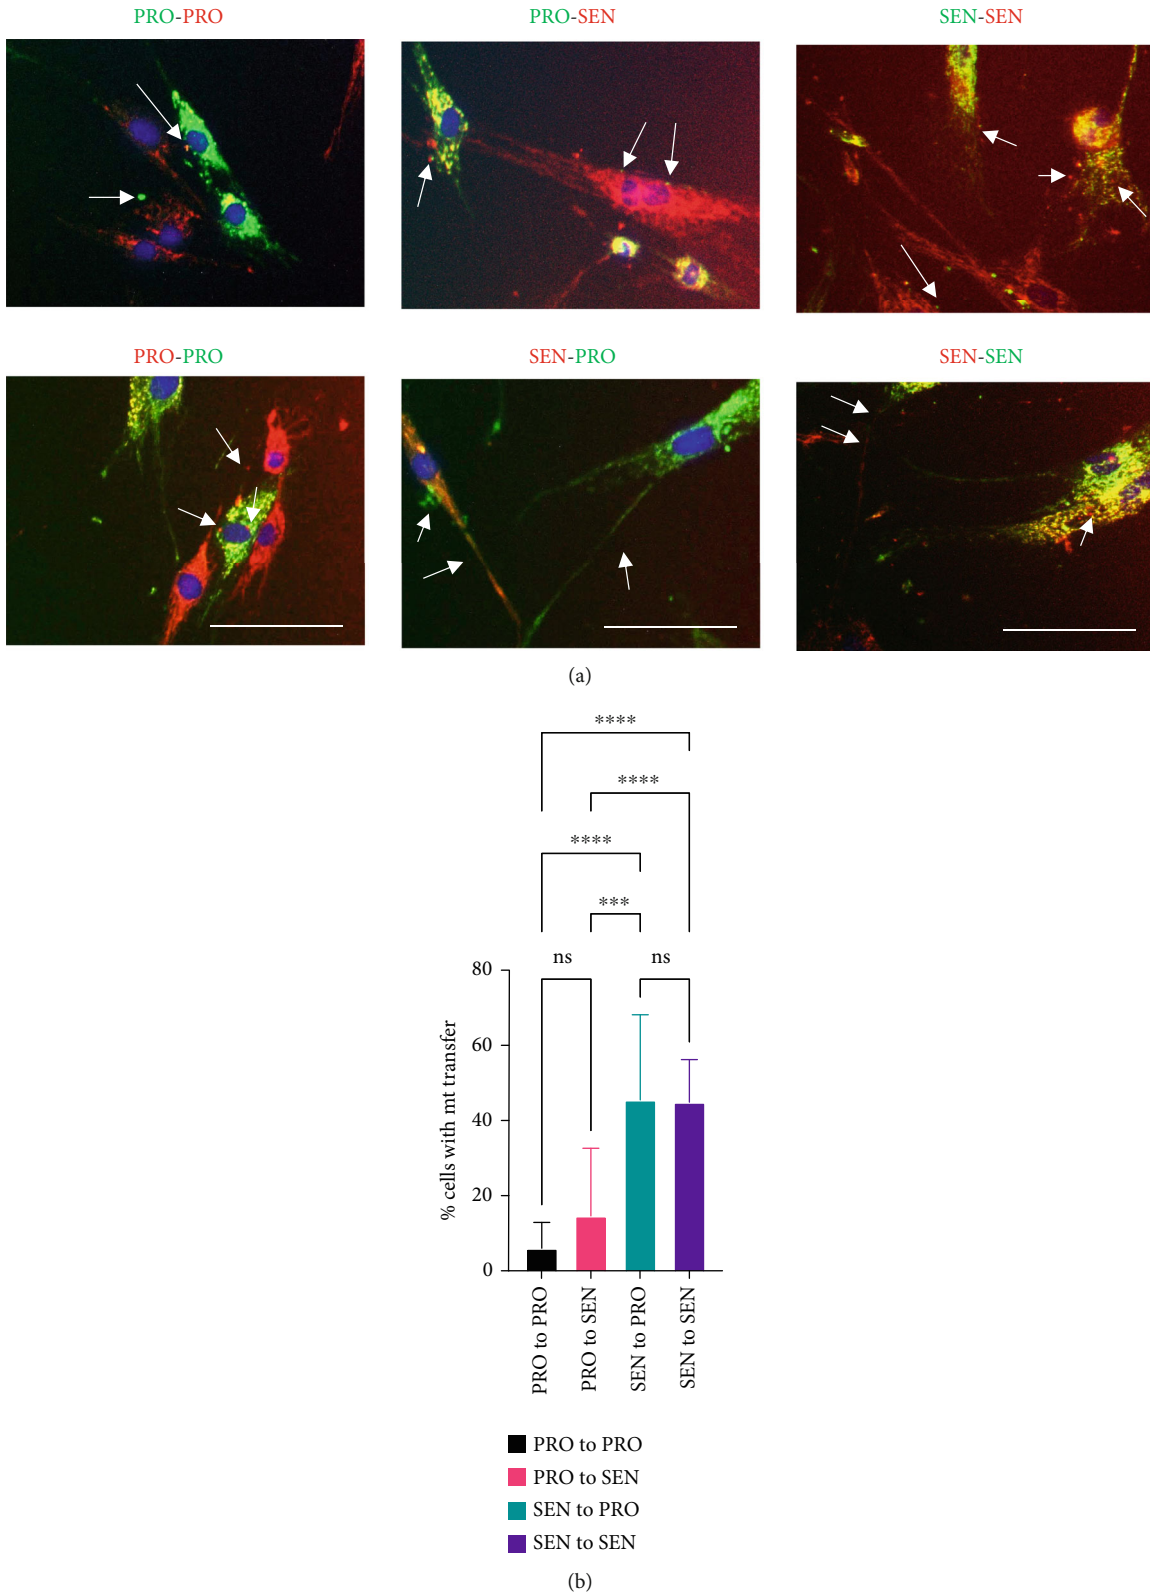 PRO-PRO
PRO-SEN
SEN-SEN
PRO-PRO
SEN-PRO
SEN-SEN
(a)
****
****
****
***
ns
ns
% cells with mt transfer
80
60
40
20
0
PRO to PRO
PRO to SEN
SEN to PRO
SEN to SEN
PRO to PRO
PRO to SEN
SEN to PRO
SEN to SEN
(b)